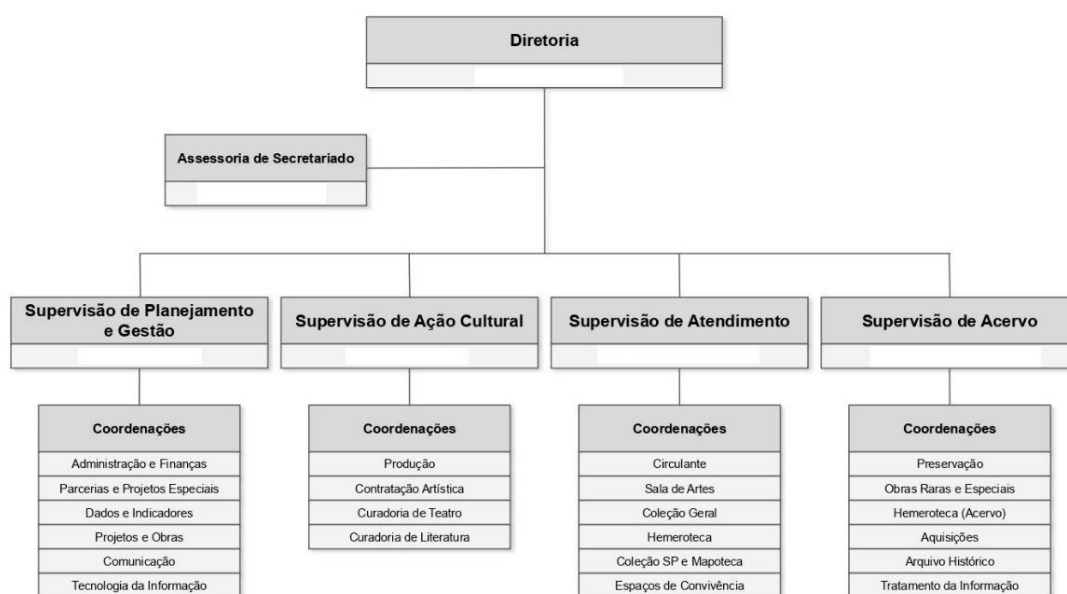 Diretoria
Assessoria de Secretariado
Supervisão de Planejamento
e Gestão
Supervisão de Ação Cultural
Supervisão de Atendimento
Supervisão de Acervo
Coordenações
Administração e Finanças
Parcerias e Projetos Especiais
Dados e Indicadores
Projetos e Obras
Comunicação
Tecnologia da Informação
Coordenações
Produção
Contratação Artística
Curadoria de Teatro
Curadoria de Literatura
Coordenações
Circulante
Sala de Artes
Coleção Geral
Hemeroteca
Coleção SP e Mapoteca
Espaços de Convivência
Coordenações
Preservação
Obras Raras e Especiais
Hemeroteca (Acervo)
Aquisições
Arquivo Histórico
Tratamento da Informação